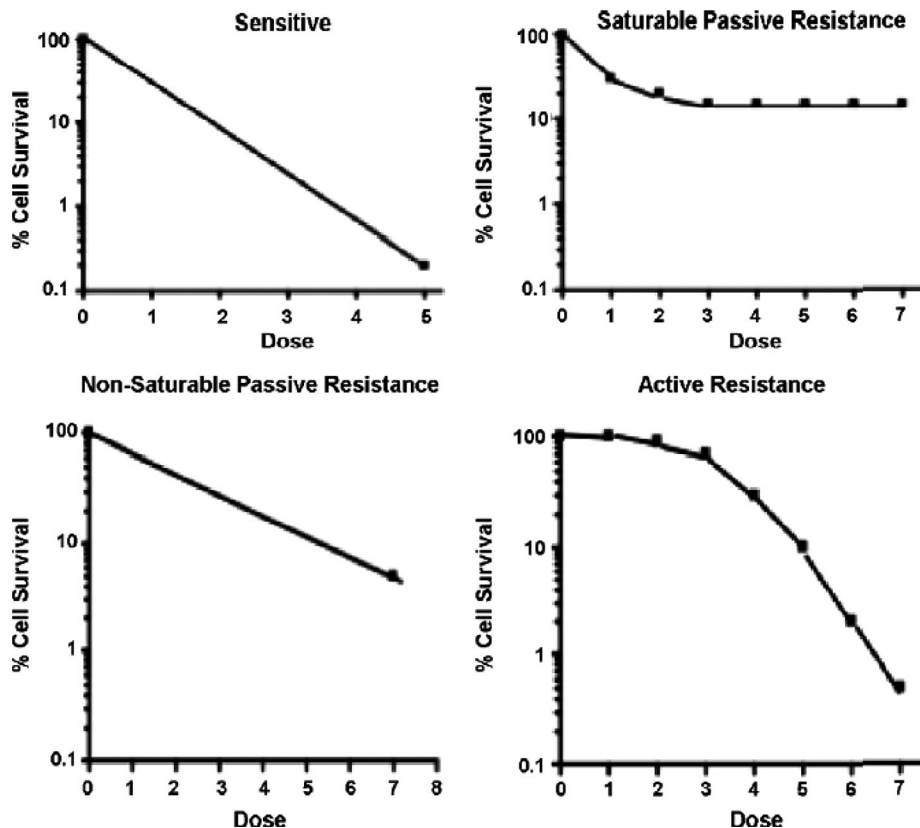 Sensitive
% Cell Survival
100
10
1
0.1
0 1 2 3 4 5
Dose
Saturable Passive Resistance
% Cell Survival
100
10
1
0.1
0 1 2 3 4 5 6 7
Dose
Non-Saturable Passive Resistance
% Cell Survival
100
10
1
0.1
0 1 2 3 4 5 6 7 8
Dose
Active Resistance
% Cell Survival
100
10
1
0.1
0 1 2 3 4 5 6 7
Dose